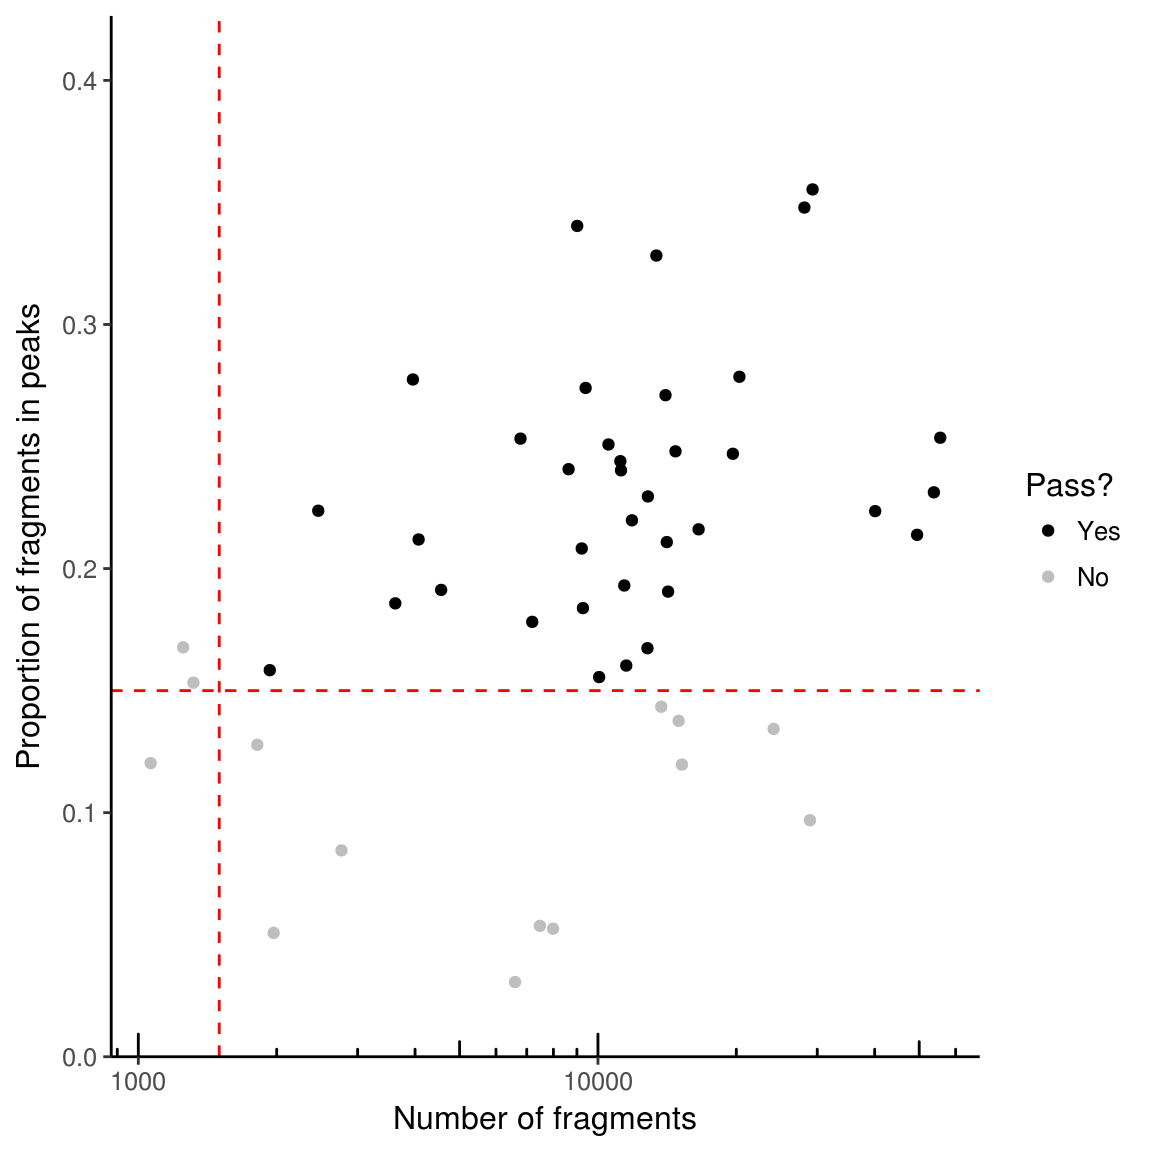 0.4
0.3
0.2
0.1
0.0
1000
10000
Number of fragments
Proportion of fragments in peaks
Pass?
Yes
No